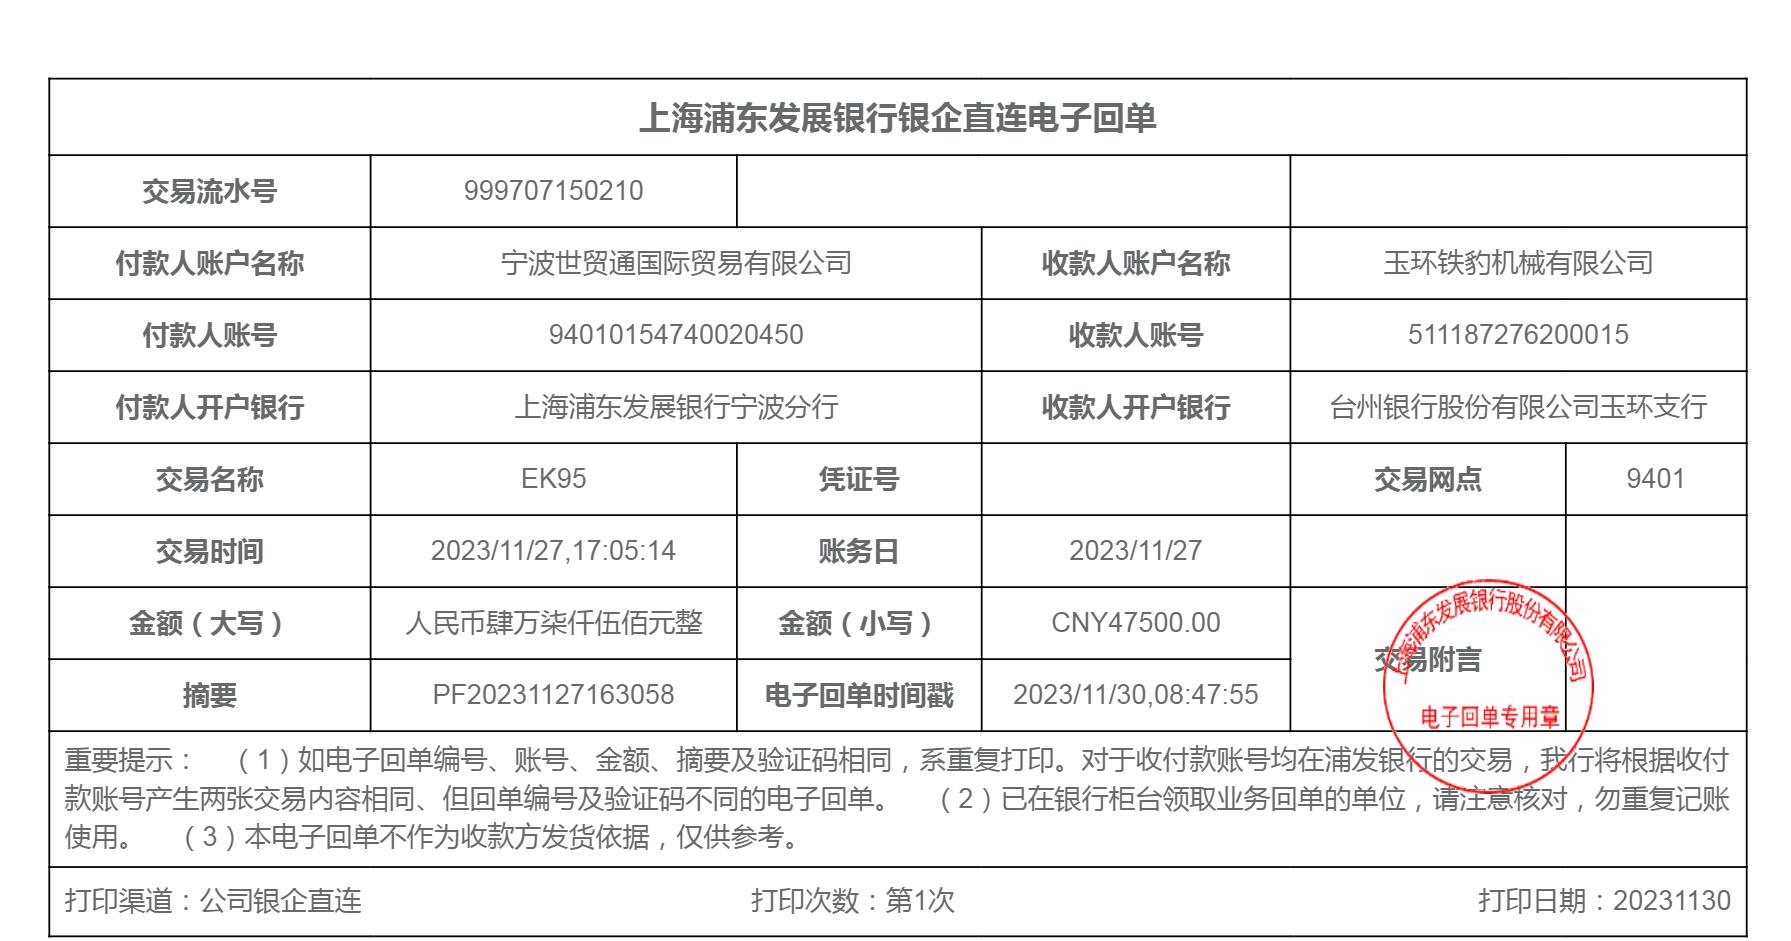 上海浦东发展银行银企直连电子回单
交易流水号 999707150210
付款人账户名称 宁波世贸通国际贸易有限公司 收款人账户名称 玉环铁豹机械有限公司
付款人账号 94010154740020450 收款人账号 511187276200015
付款人开户银行 上海浦东发展银行宁波分行 收款人开户银行 台州银行股份有限公司玉环支行
交易名称 EK95 凭证号 交易网点 9401
交易时间 2023/11/27,17:05:14 账务日 2023/11/27
金额（大写） 人民币肆万柒仟伍佰元整 金额（小写） CNY47500.00
交易附言
摘要 PF20231127163058 电子回单时间戳 2023/11/30,08:47:55
上海浦东发展银行股份有限公司
电子回单专用章
重要提示： （1）如电子回单编号、账号、金额、摘要及验证码相同，系重复打印。对于收付款账号均在浦发银行的交易，我行将根据收付
款账号产生两张交易内容相同、但回单编号及验证码不同的电子回单。 （2）已在银行柜台领取业务回单的单位，请注意核对，勿重复记账
使用。 （3）本电子回单不作为收款方发货依据，仅供参考。
打印渠道：公司银企直连 打印次数：第1次 打印日期：20231130